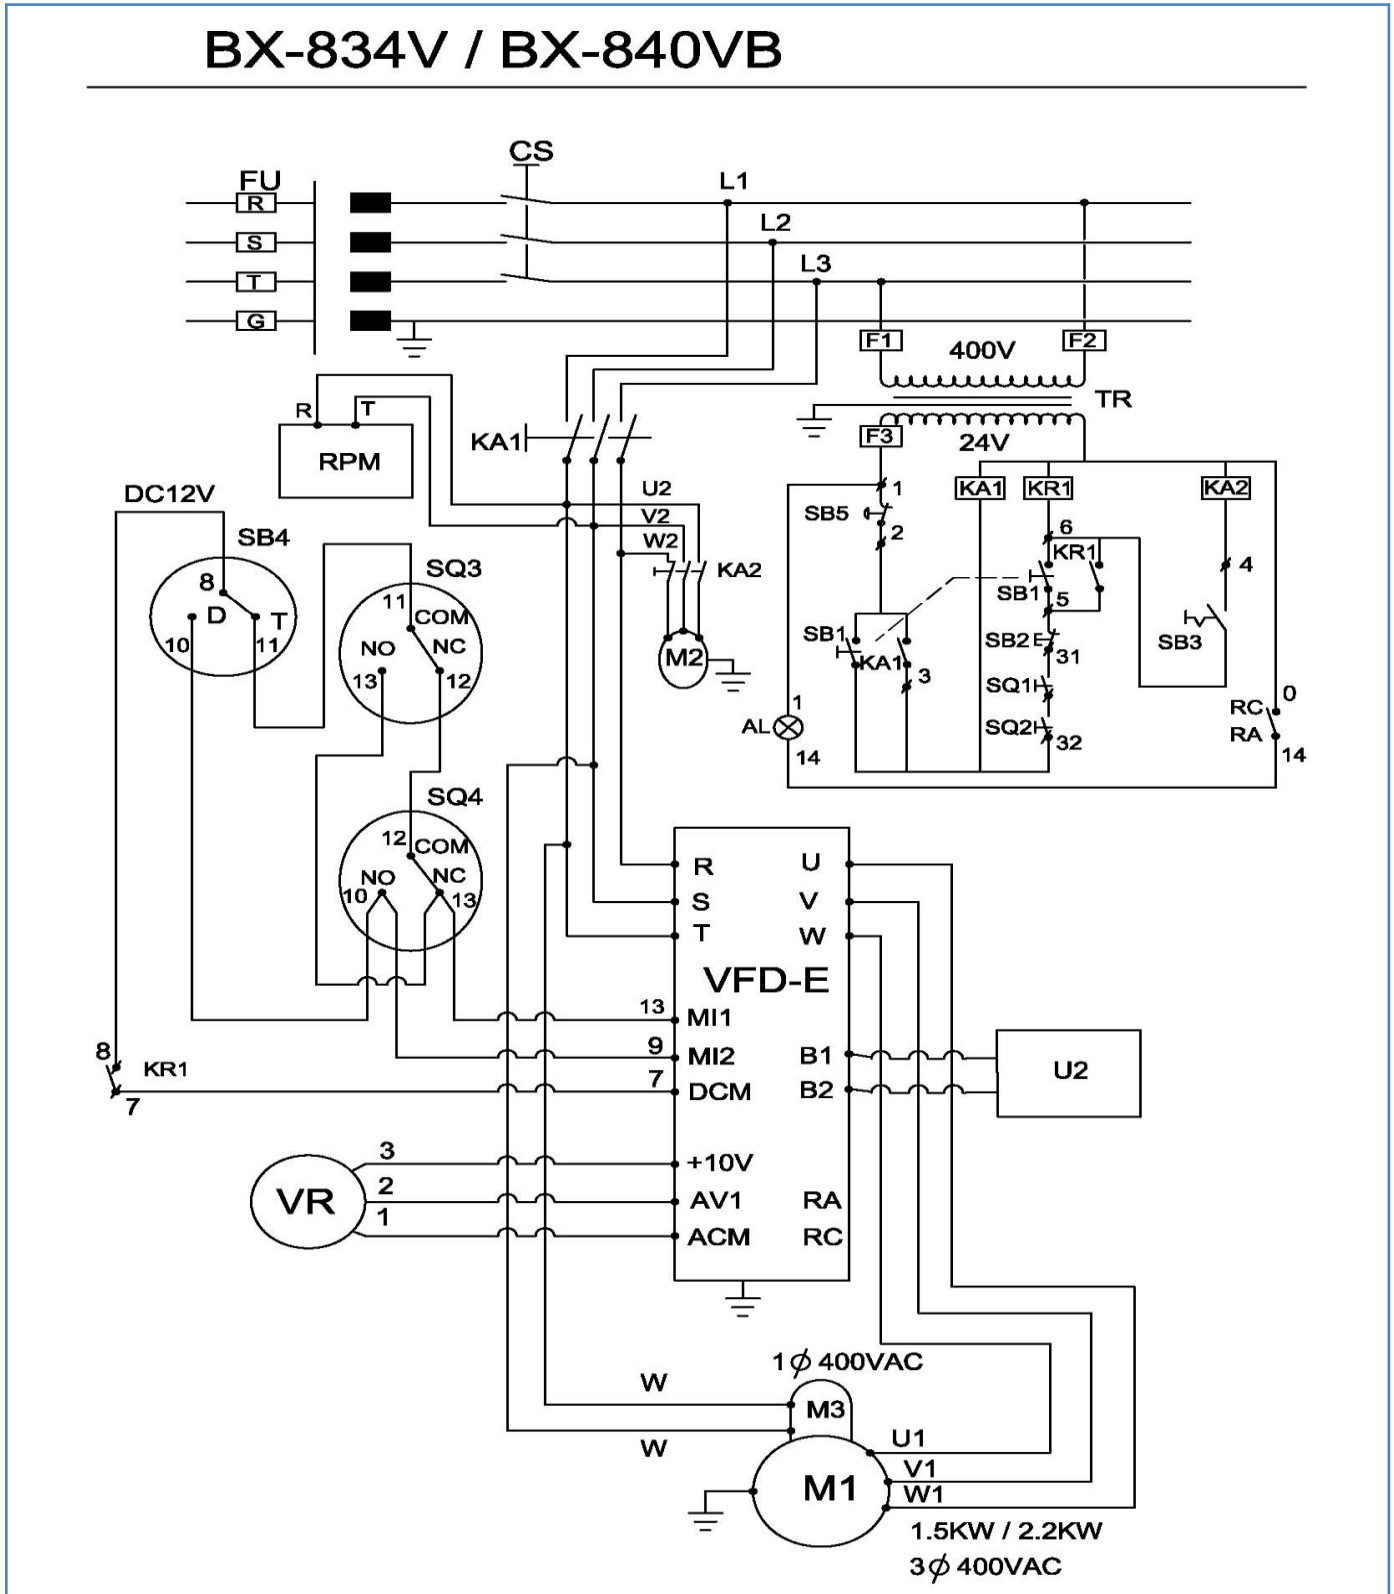 BX-834V / BX-840VB
CS
FU
R
L1
S
L2
T
L3
G
F1
400V
F2
TR
R
T
RPM
KA1
F3
24V
KA1
KR1
KA2
DC12V
U2
V2
W2
KA2
1
SB5
2
6
KR1
SB1
5
4
SB3
SB4
8
D
T
10
11
SQ3
11
COM
NO
NC
13
12
M2
SB1
KA1
3
SB2
31
SQ1
SQ2
32
0
RC
RA
14
1
AL
14
SQ4
12
COM
NO
NC
10
13
R
U
S
V
T
W
VFD-E
13
MI1
9
MI2
B1
7
DCM
B2
U2
8
KR1
7
3
+10V
VR
2
AV1
RA
1
ACM
RC
1ϕ 400VAC
W
M3
W
U1
M1
V1
W1
1.5KW / 2.2KW
3ϕ 400VAC